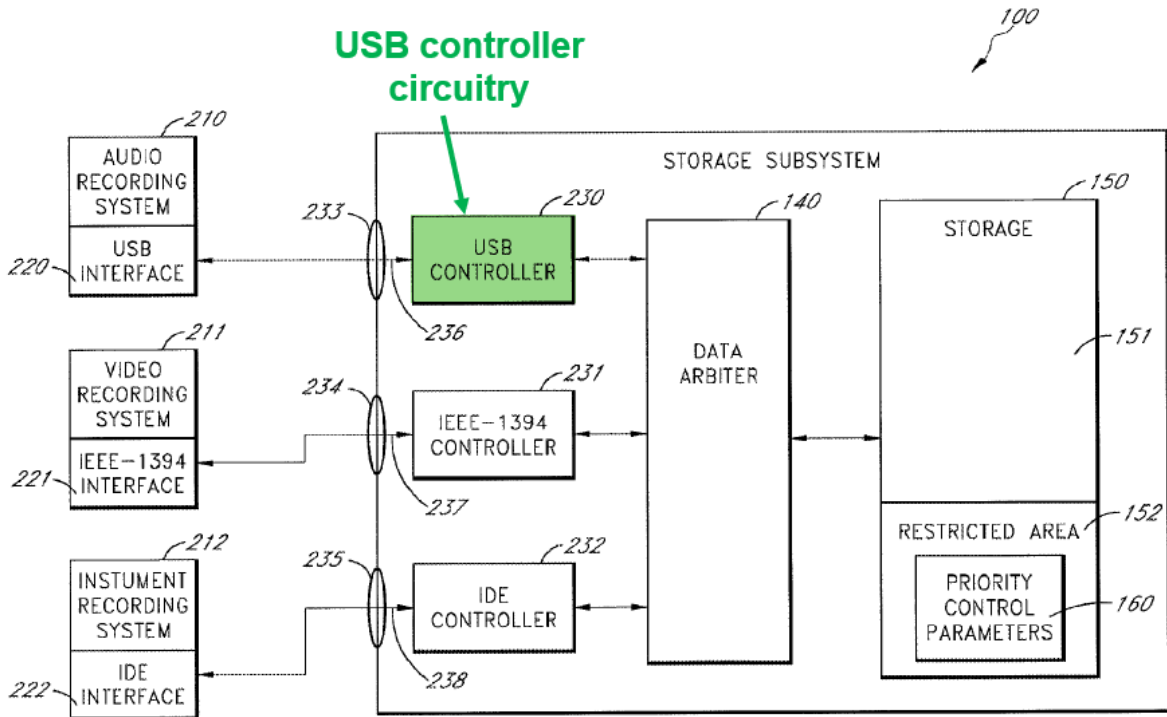 USB controller
circuitry
100
210
AUDIO
RECORDING
SYSTEM
USB
INTERFACE
220
233
STORAGE SUBSYSTEM
230
USB
CONTROLLER
236
140
DATA
ARBITER
150
STORAGE
151
211
VIDEO
RECORDING
SYSTEM
IEEE-1394
INTERFACE
221
234
231
IEEE-1394
CONTROLLER
237
RESTRICTED AREA
152
PRIORITY
CONTROL
PARAMETERS
160
212
INSTUMENT
RECORDING
SYSTEM
IDE
INTERFACE
222
235
232
IDE
CONTROLLER
238